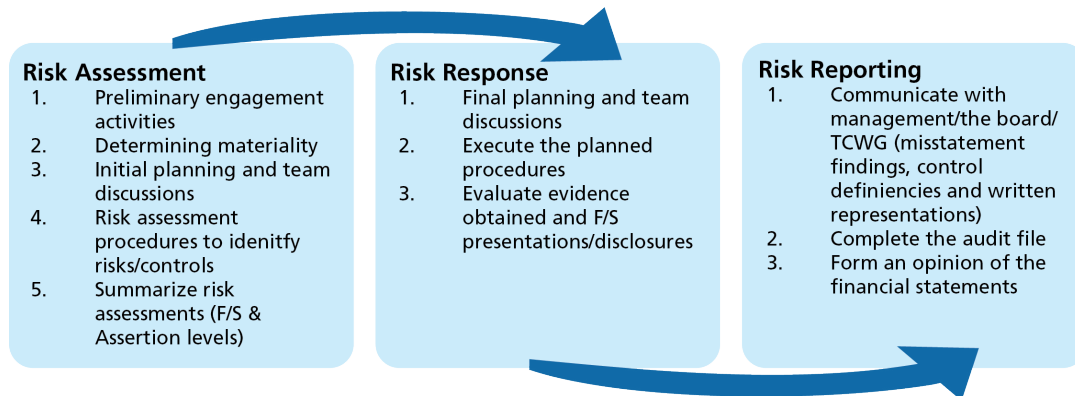 Risk Assessment
1. Preliminary engagement
activities
2. Determining materiality
3. Initial planning and team
discussions
4. Risk assessment
procedures to idenitfy
risks/controls
5. Summarize risk
assessments (F/S &
Assertion levels)
Risk Response
1. Final planning and team
discussions
2. Execute the planned
procedures
3. Evaluate evidence
obtained and F/S
presentations/disclosures
Risk Reporting
1. Communicate with
management/the board/
TCWG (misstatement
findings, control
definiencies and written
representations)
2. Complete the audit file
3. Form an opinion of the
financial statements